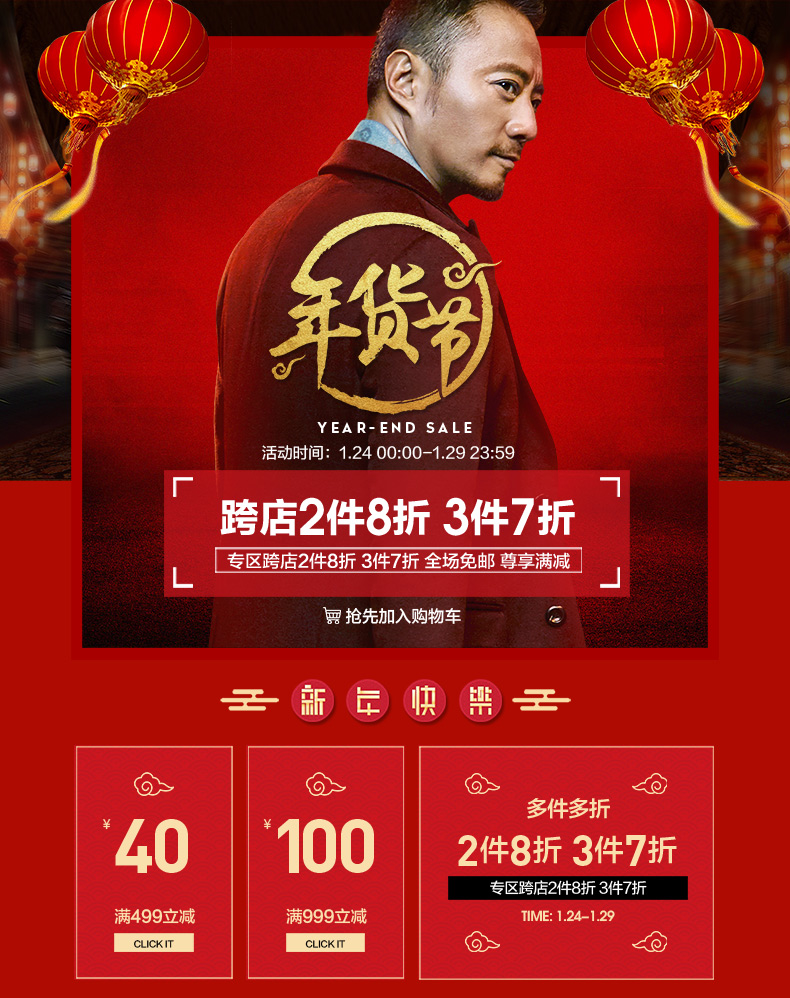 年货节
YEAR-END SALE
活动时间：1.24 00:00-1.29 23:59
跨店2件8折 3件7折
专区跨店2件8折 3件7折 全场免邮 尊享满减
抢先加入购物车
新年快樂
¥40
满499立减
CLICK IT
¥100
满999立减
CLICK IT
多件多折
2件8折 3件7折
专区跨店2件8折 3件7折
TIME: 1.24-1.29